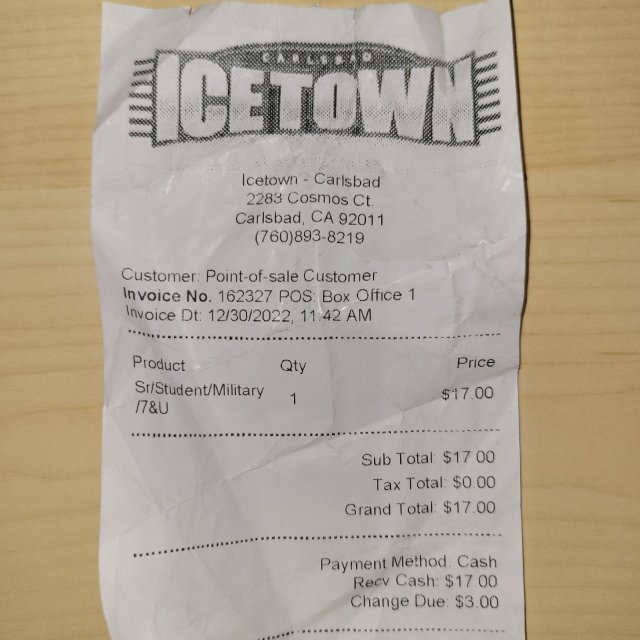 CARLSBAD
ICETOWN
Icetown - Carlsbad
2283 Cosmos Ct.
Carlsbad, CA 92011
(760)893-8219
Customer: Point-of-sale Customer
Invoice No. 162327 POS: Box Office 1
Invoice Dt: 12/30/2022, 11:42 AM
Product Qty Price
Sr/Student/Military
/7&U 1 $17.00
Sub Total: $17.00
Tax Total: $0.00
Grand Total: $17.00
Payment Method: Cash
Recv Cash: $17.00
Change Due: $3.00